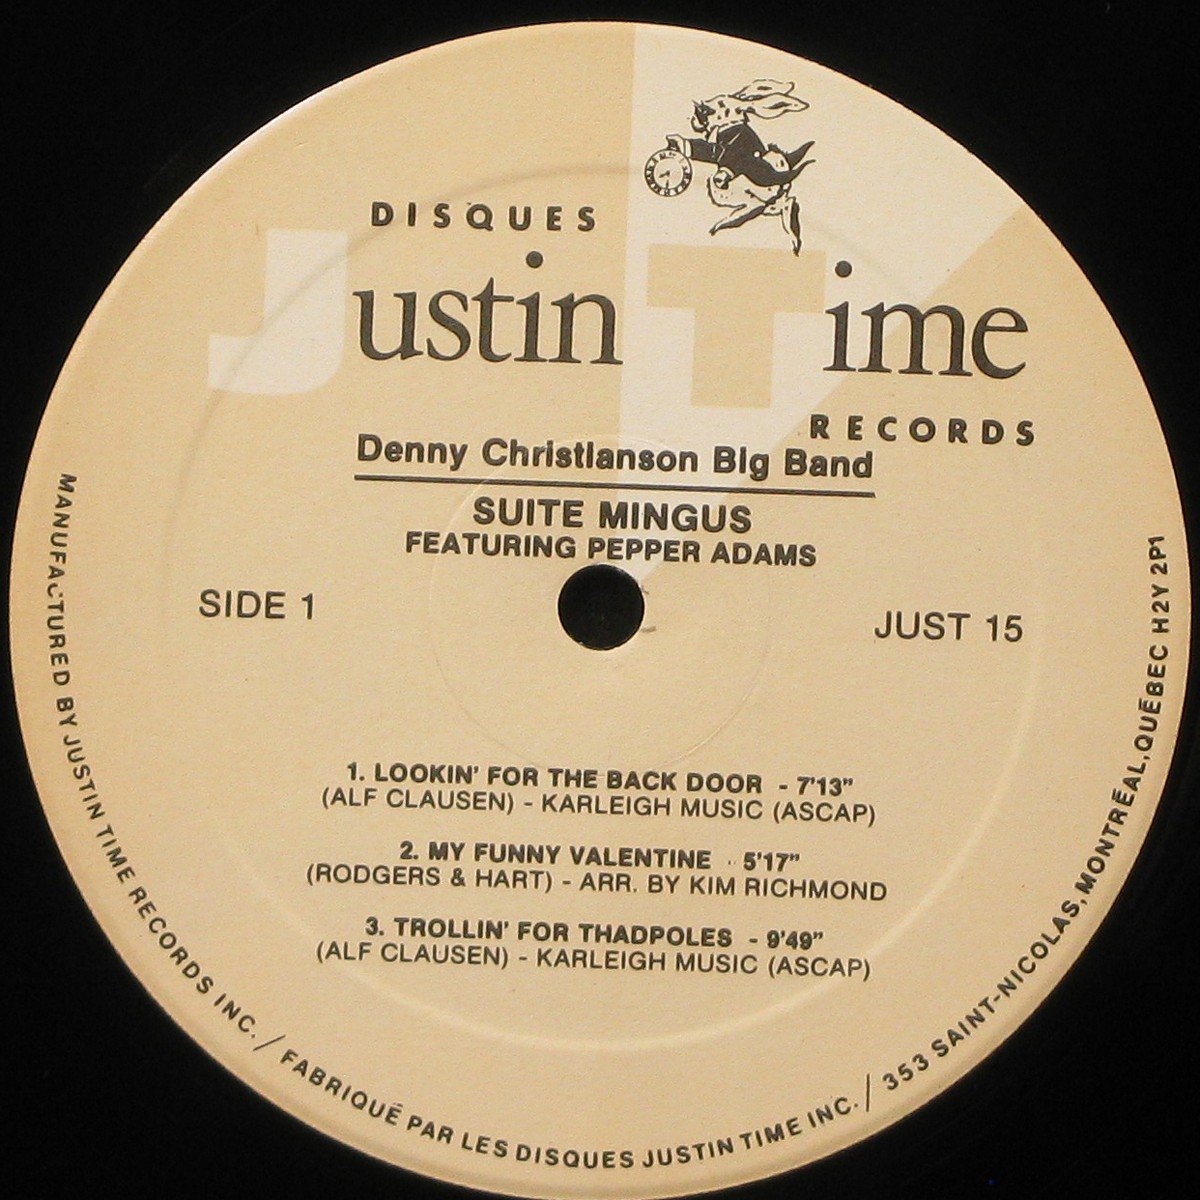 DISQUES
Justin Time
RECORDS
Denny Christianson Big Band
SUITE MINGUS
FEATURING PEPPER ADAMS
SIDE 1
JUST 15
1. LOOKIN' FOR THE BACK DOOR - 7'13"
(ALF CLAUSEN) - KARLEIGH MUSIC (ASCAP)
2. MY FUNNY VALENTINE - 5'17"
(RODGERS & HART) - ARR. BY KIM RICHMOND
3. TROLLIN' FOR THADPOLES - 9'49"
(ALF CLAUSEN) - KARLEIGH MUSIC (ASCAP)
MANUFACTURED BY JUSTIN TIME RECORDS INC. / FABRIQUÉ PAR LES DISQUES JUSTIN TIME INC. / 353 SAINT-NICOLAS, MONTRÉAL, QUÉBEC H2Y 2P1